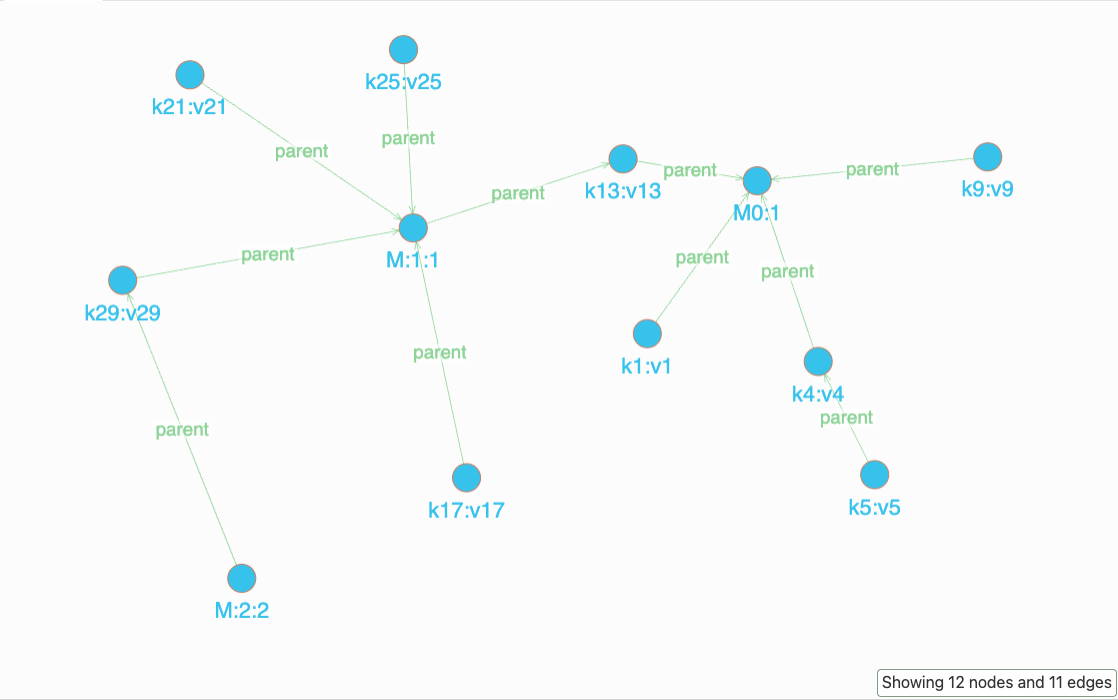 k25:v25
k21:v21
parent
parent
k13:v13
parent
parent
parent
k9:v9
M0:1
M:1:1
parent
parent
parent
k29:v29
parent
k1:v1
k4:v4
parent
parent
k5:v5
k17:v17
M:2:2
Showing 12 nodes and 11 edges